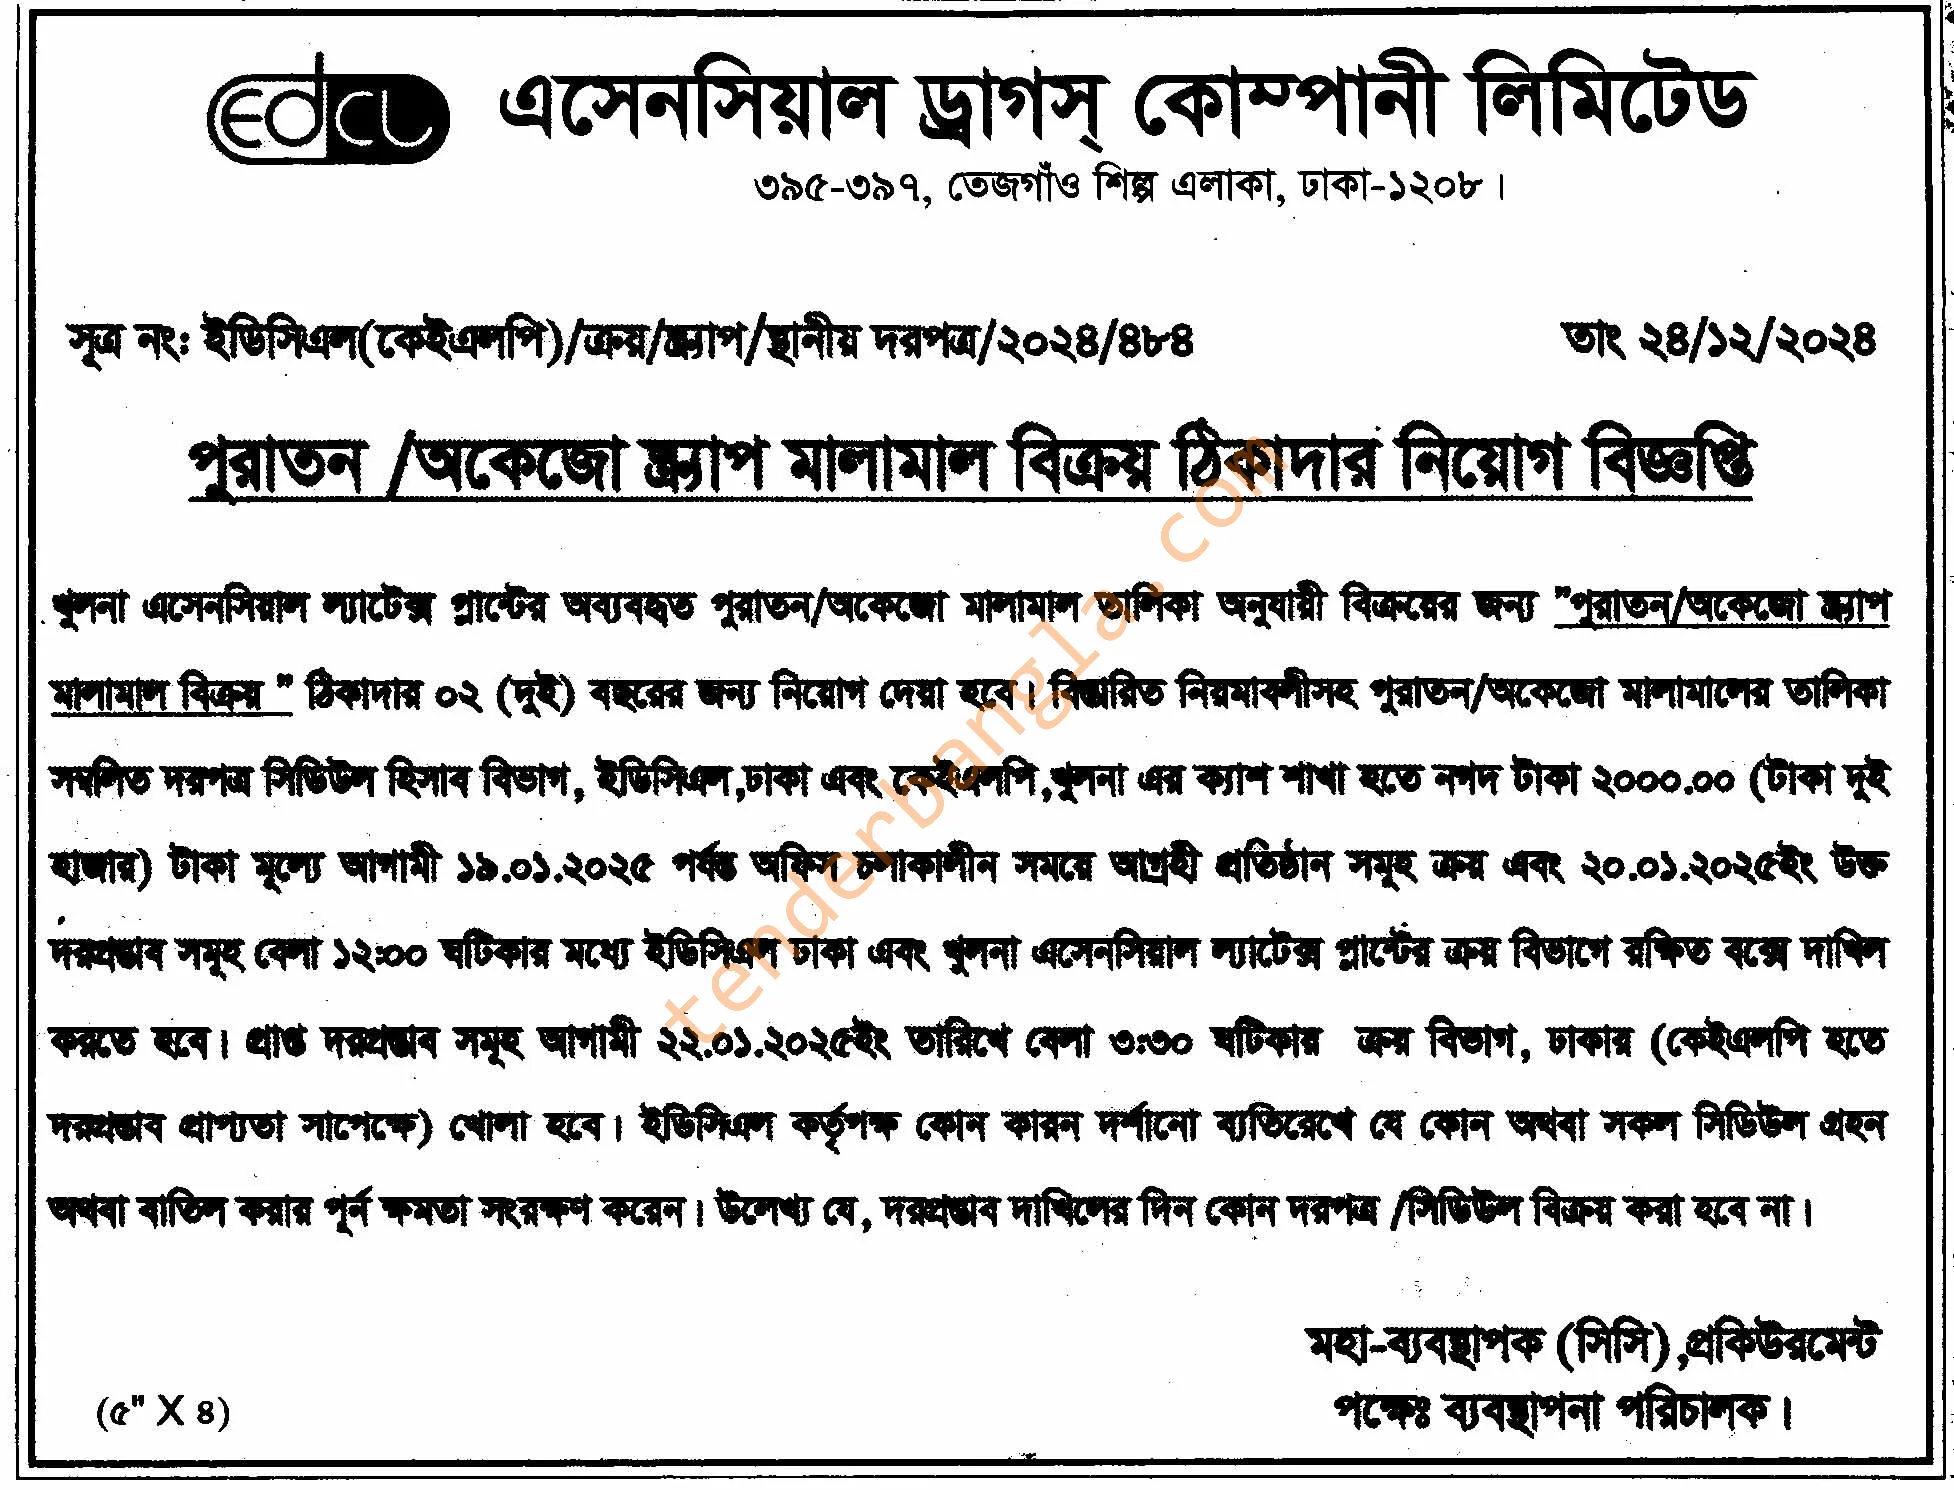 EDCL
এসেনসিয়াল ড্রাগস্ কোম্পানী লিমিটেড
৩৯৫-৩৯৭, তেজগাঁও শিল্প এলাকা, ঢাকা-১২০৮।
সূত্র নং: ইডিসিএল(কেইএলপি)/ক্রয়/স্ক্র্যাপ/স্থানীয় দরপত্র/২০২৪/৪৮৪ তাং ২৪/১২/২০২৪
পুরাতন /অকেজো স্ক্র্যাপ মালামাল বিক্রয় ঠিকাদার নিয়োগ বিজ্ঞপ্তি
খুলনা এসেনসিয়াল ল্যাটেক্স প্লান্টের অব্যবহৃত পুরাতন/অকেজো মালামাল তালিকা অনুযায়ী বিক্রয়ের জন্য "পুরাতন/অকেজো স্ক্র্যাপ
মালামাল বিক্রয় " ঠিকাদার ০২ (দুই) বছরের জন্য নিয়োগ দেয়া হবে। বিস্তারিত নিয়মাবলীসহ পুরাতন/অকেজো মালামালের তালিকা
সম্বলিত দরপত্র সিডিউল হিসাব বিভাগ, ইডিসিএল,ঢাকা এবং কেইএলপি,খুলনা এর ক্যাশ শাখা হতে নগদ টাকা ২০০০.০০ (টাকা দুই
হাজার) টাকা মূল্যে আগামী ১৯.০১.২০২৫ পর্যন্ত অফিস চলাকালীন সময়ে আগ্রহী প্রতিষ্ঠান সমূহ ক্রয় এবং ২০.০১.২০২৫ইং উক্ত
দরপ্রস্তাব সমূহ বেলা ১২:০০ ঘটিকার মধ্যে ইডিসিএল ঢাকা এবং খুলনা এসেনসিয়াল ল্যাটেক্স প্লান্টের ক্রয় বিভাগে রক্ষিত বক্সে দাখিল
করতে হবে। প্রাপ্ত দরপ্রস্তাব সমূহ আগামী ২২.০১.২০২৫ইং তারিখে বেলা ৩:৩০ ঘটিকার ক্রয় বিভাগ, ঢাকার (কেইএলপি হতে
দরপ্রস্তাব প্রাপ্যতা সাপেক্ষে) খোলা হবে। ইডিসিএল কর্তৃপক্ষ কোন কারন দর্শানো ব্যতিরেখে যে কোন অথবা সকল সিডিউল গ্রহন
অথবা বাতিল করার পূর্ন ক্ষমতা সংরক্ষণ করেন। উলেখ্য যে, দরপ্রস্তাব দাখিলের দিন কোন দরপত্র /সিডিউল বিক্রয় করা হবে না।
মহা-ব্যবস্থাপক (সিসি),প্রকিউরমেন্ট
পক্ষেঃ ব্যবস্থাপনা পরিচালক।
(৫" X ৪)
tenderbangla.com